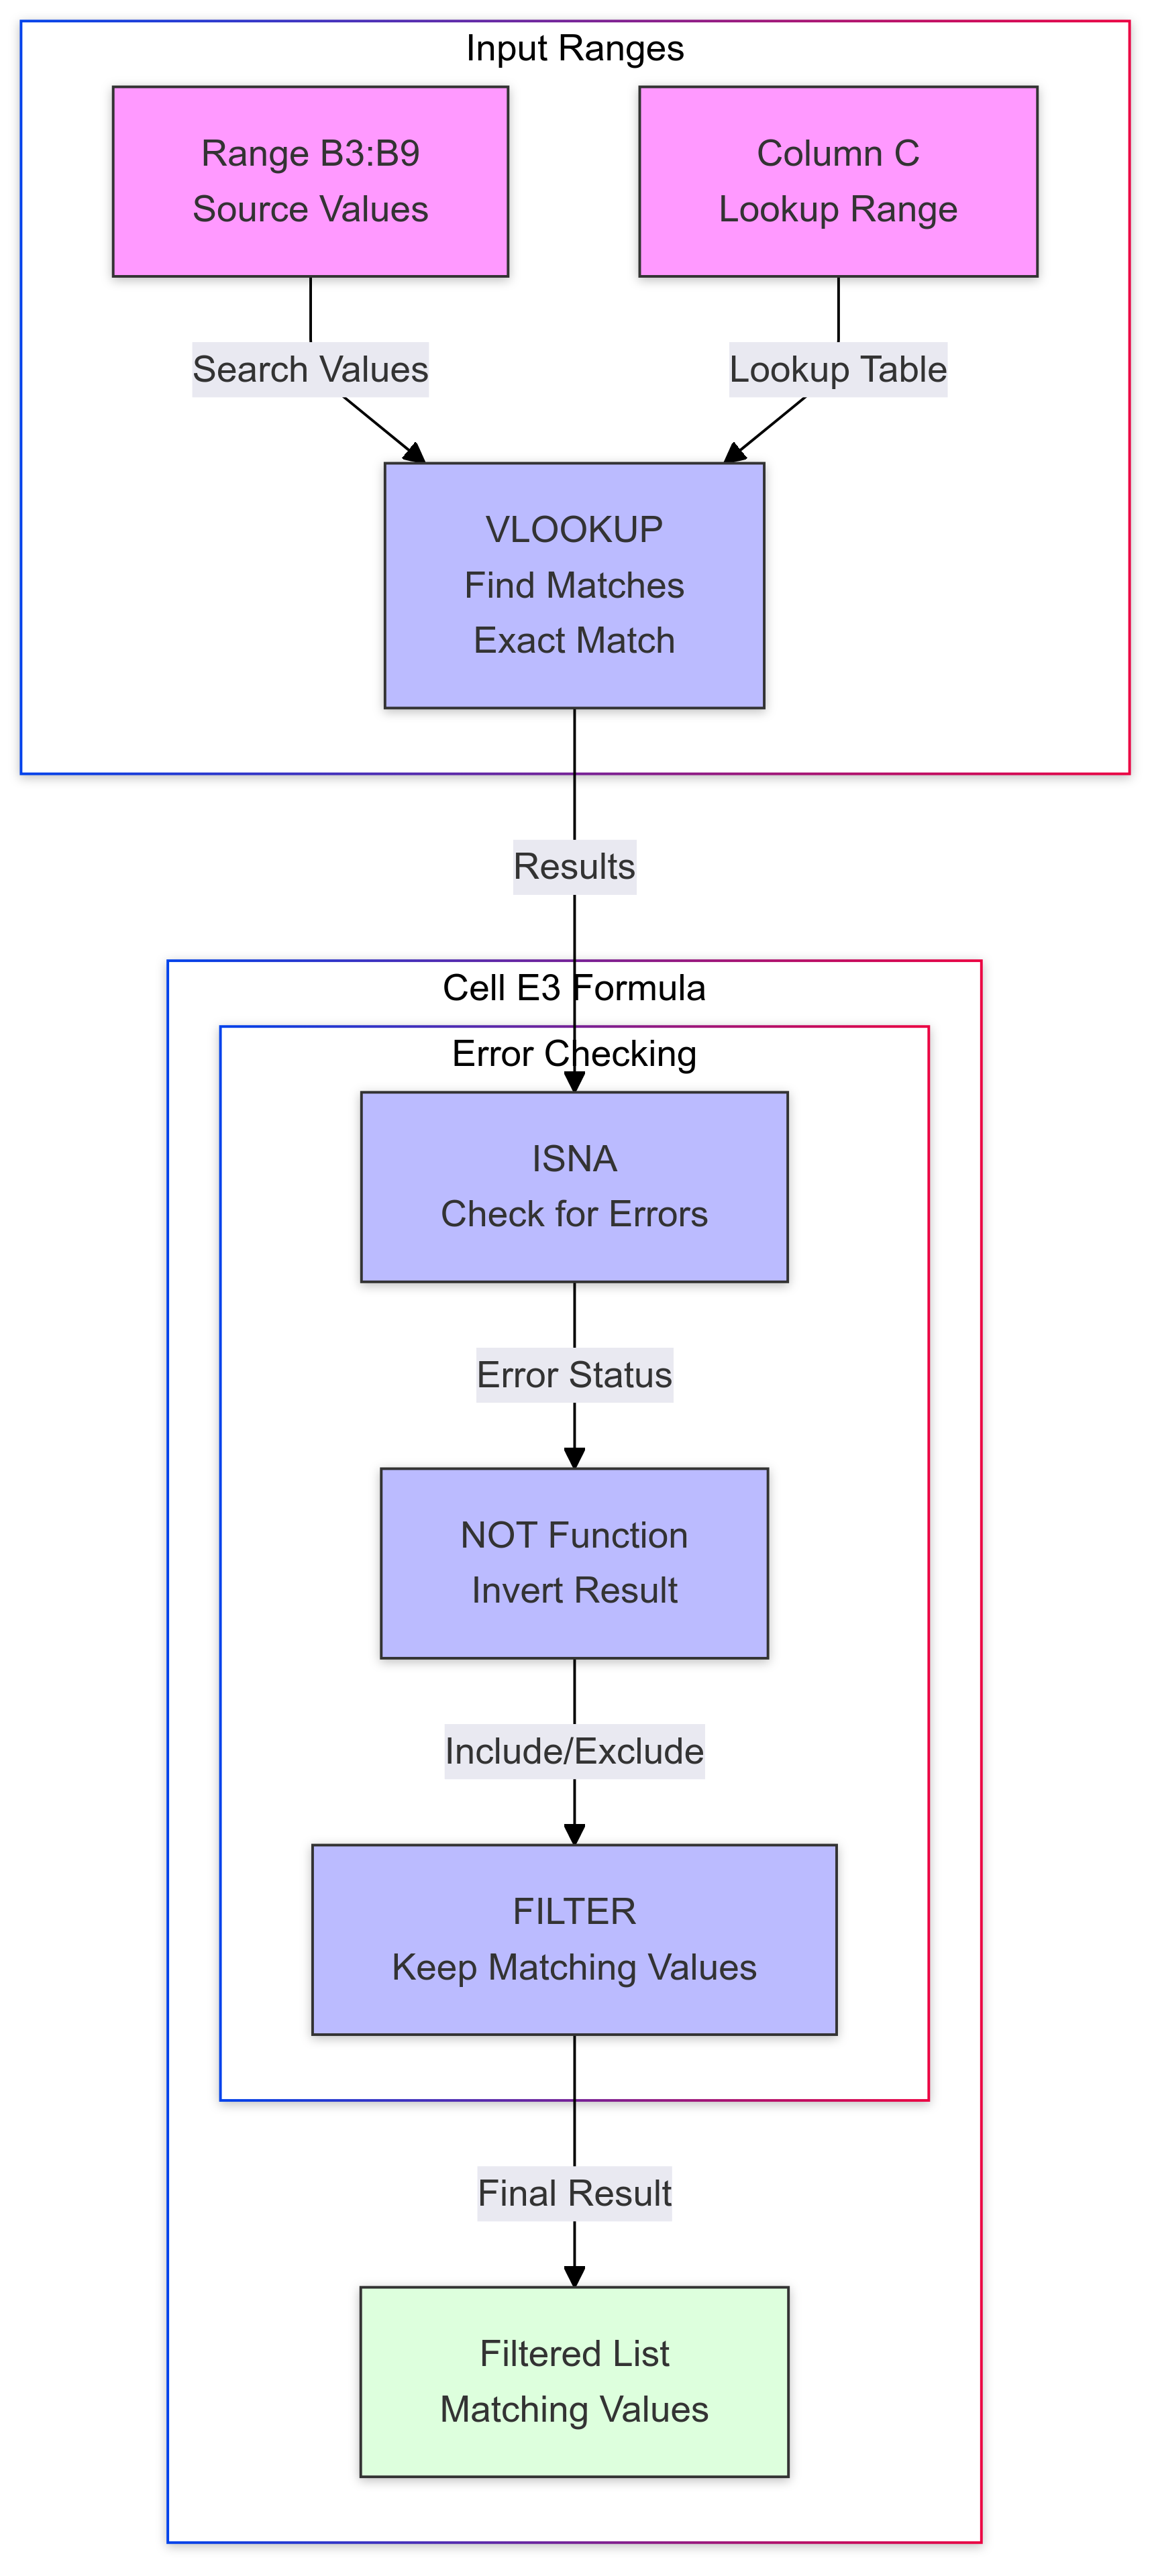 Input Ranges
Range B3:B9
Source Values
Column C
Lookup Range
Search Values
Lookup Table
VLOOKUP
Find Matches
Exact Match
Results
Cell E3 Formula
Error Checking
ISNA
Check for Errors
Error Status
NOT Function
Invert Result
Include/Exclude
FILTER
Keep Matching Values
Final Result
Filtered List
Matching Values